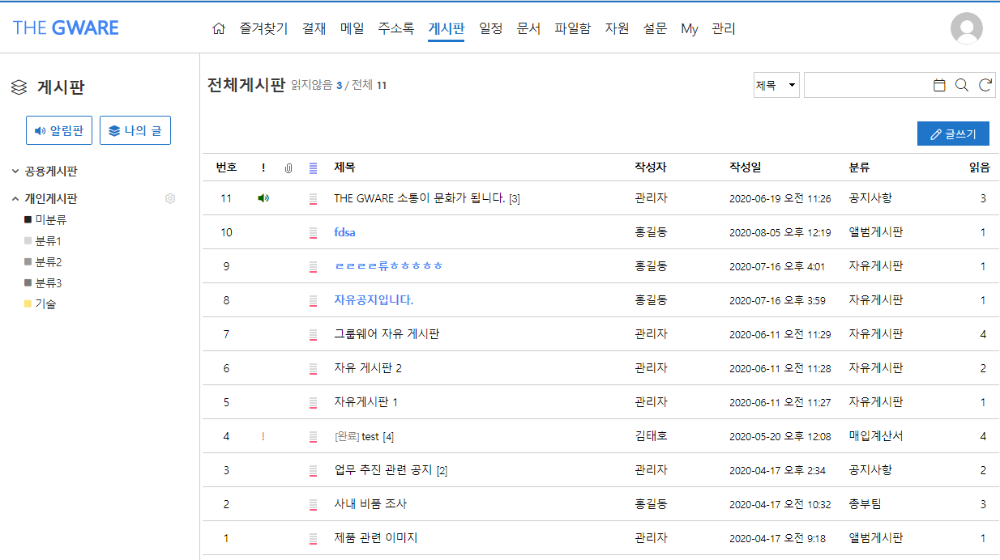 THE GWARE
즐겨찾기 결재 메일 주소록 게시판 일정 문서 파일함 자원 설문 My 관리
게시판
알림판 나의 글
공용게시판
개인게시판
미분류
분류1
분류2
분류3
기술
전체게시판 읽지않음 3 / 전체 11
제목
글쓰기
번호 ! 제목 작성자 작성일 분류 읽음
11 THE GWARE 소통이 문화가 됩니다. [3] 관리자 2020-06-19 오전 11:26 공지사항 3
10 fdsa 홍길동 2020-08-05 오후 12:19 앨범게시판 1
9 ㄹㄹㄹㄹ류ㅎㅎㅎㅎㅎ 홍길동 2020-07-16 오후 4:01 자유게시판 1
8 자유공지입니다. 홍길동 2020-07-16 오후 3:59 자유게시판 1
7 그룹웨어 자유 게시판 관리자 2020-06-11 오전 11:29 자유게시판 4
6 자유 게시판 2 관리자 2020-06-11 오전 11:28 자유게시판 2
5 자유게시판 1 관리자 2020-06-11 오전 11:27 자유게시판 1
4 ! [완료] test [4] 김태호 2020-05-20 오후 12:08 매입계산서 4
3 업무 추진 관련 공지 [2] 관리자 2020-04-17 오후 2:34 공지사항 2
2 사내 비품 조사 홍길동 2020-04-17 오전 10:32 총부팀 3
1 제품 관련 이미지 관리자 2020-04-17 오전 9:18 앨범게시판 1